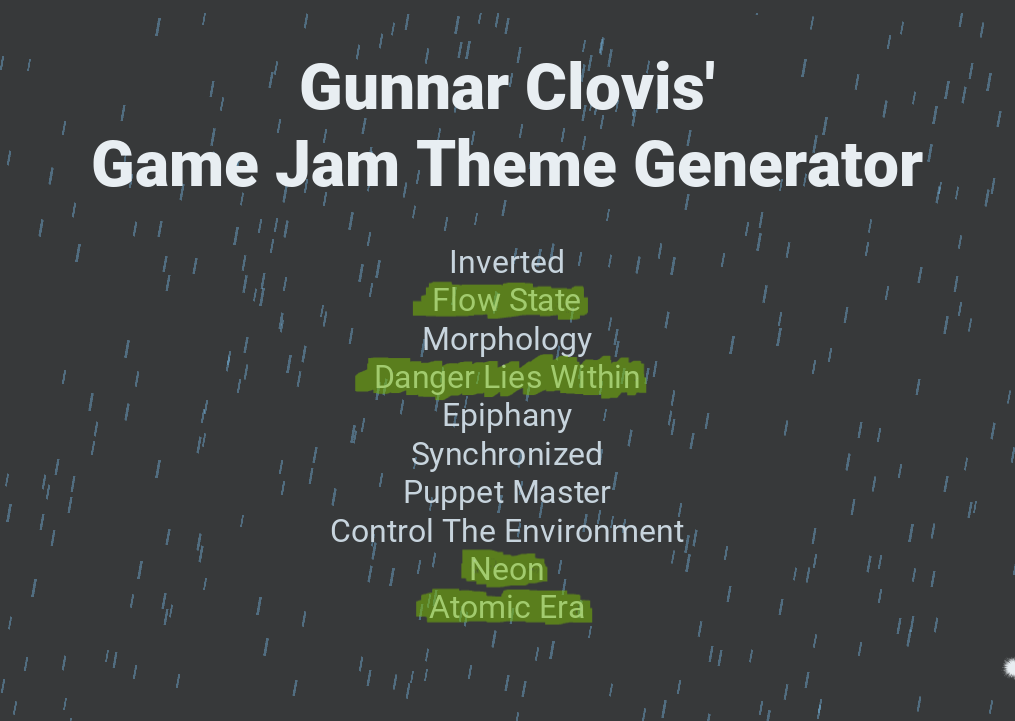 Gunnar Clovis'
Game Jam Theme Generator
Inverted
Flow State
Morphology
Danger Lies Within
Epiphany
Synchronized
Puppet Master
Control The Environment
Neon
Atomic Era